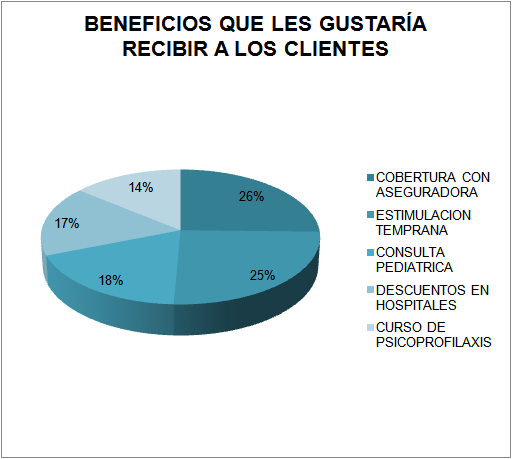 BENEFICIOS QUE LES GUSTARÍA
RECIBIR A LOS CLIENTES
14%
26%
17%
18%
25%
COBERTURA CON
ASEGURADORA
ESTIMULACION
TEMPRANA
CONSULTA
PEDIATRICA
DESCUENTOS EN
HOSPITALES
CURSO DE
PSICOPROFILAXIS